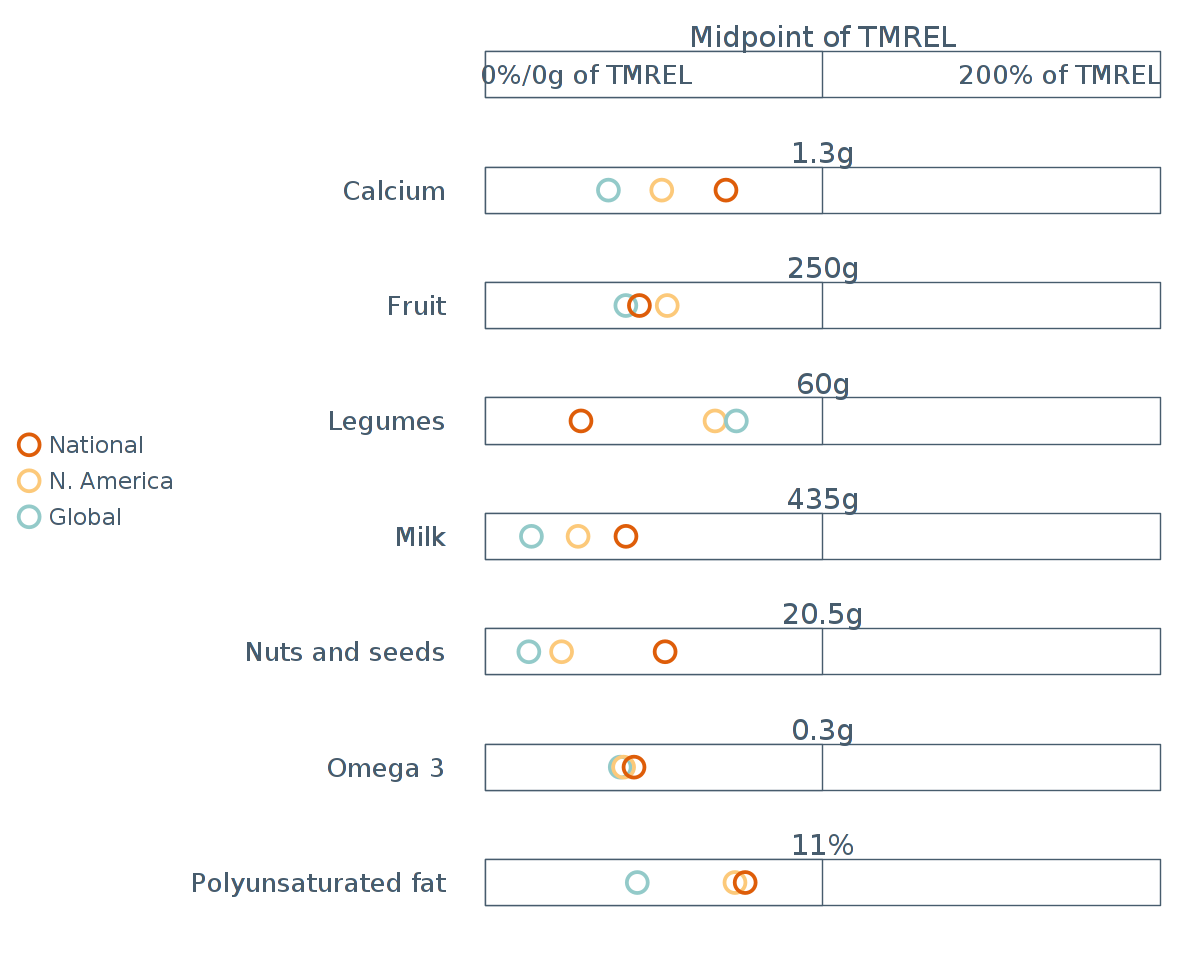 Midpoint of TMREL
0%/0g of TMREL
200% of TMREL
1.3g
Calcium
250g
Fruit
60g
Legumes
National
N. America
Global
435g
Milk
20.5g
Nuts and seeds
0.3g
Omega 3
11%
Polyunsaturated fat